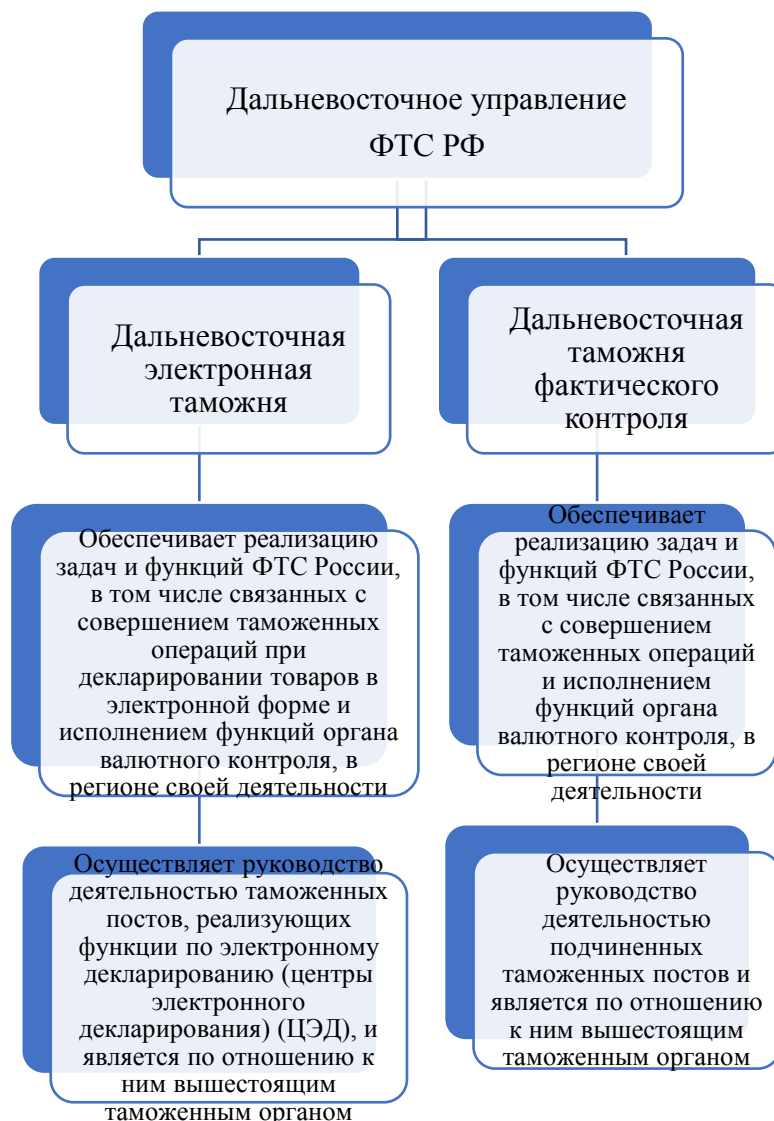 Дальневосточное управление
ФТС РФ
Дальневосточная
электронная
таможня
Дальневосточная
таможня
фактического
контроля
Обеспечивает реализацию
задач и функций ФТС России,
в том числе связанных с
совершением таможенных
операций при
декларировании товаров в
электронной форме и
исполнением функций органа
валютного контроля, в
регионе своей деятельности
Обеспечивает
реализацию задач и
функций ФТС России,
в том числе связанных
с совершением
таможенных операций
и исполнением
функций органа
валютного контроля, в
регионе своей
деятельности
Осуществляет руководство
деятельностью таможенных
постов, реализующих
функции по электронному
декларированию (центры
электронного
декларирования) (ЦЭД), и
является по отношению к
ним вышестоящим
таможенным органом
Осуществляет
руководство
деятельностью
подчиненных
таможенных постов и
является по отношению
к ним вышестоящим
таможенным органом